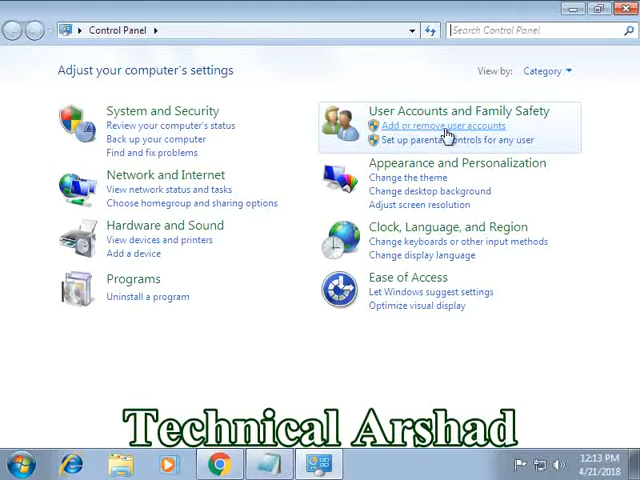 Control Panel
Search Control Panel
Adjust your computer's settings
View by: Category
System and Security
Review your computer's status
Back up your computer
Find and fix problems
Network and Internet
View network status and tasks
Choose homegroup and sharing options
Hardware and Sound
View devices and printers
Add a device
Programs
Uninstall a program
User Accounts and Family Safety
Add or remove user accounts
Set up parental controls for any user
Appearance and Personalization
Change the theme
Change desktop background
Adjust screen resolution
Clock, Language, and Region
Change keyboards or other input methods
Change display language
Ease of Access
Let Windows suggest settings
Optimize visual display
Technical Arshad
12:13 PM
4/21/2018